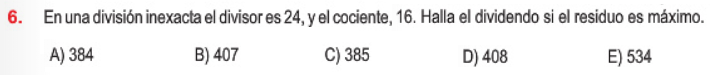 6. En una división inexacta el divisor es 24, y el cociente, 16. Halla el dividendo si el residuo es máximo.
A) 384 B) 407 C) 385 D) 408 E) 534